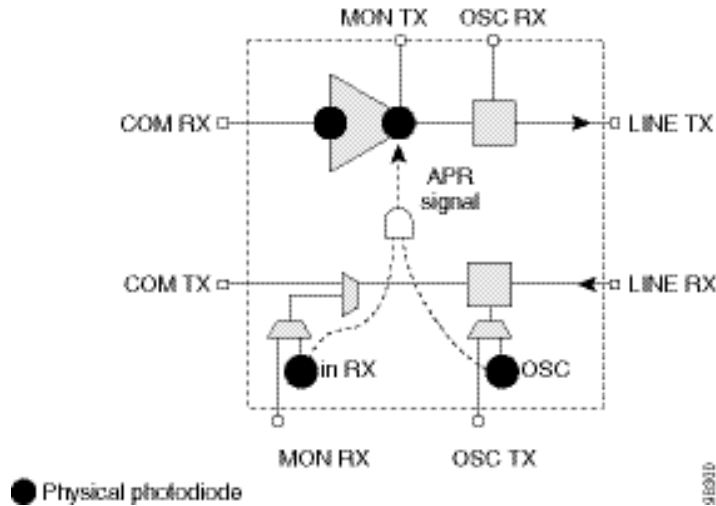 MON TX OSC RX
COM RX
LINE TX
APR
signal
COM TX
LINE RX
in RX
OSC
MON RX
OSC TX
Physical photodiode